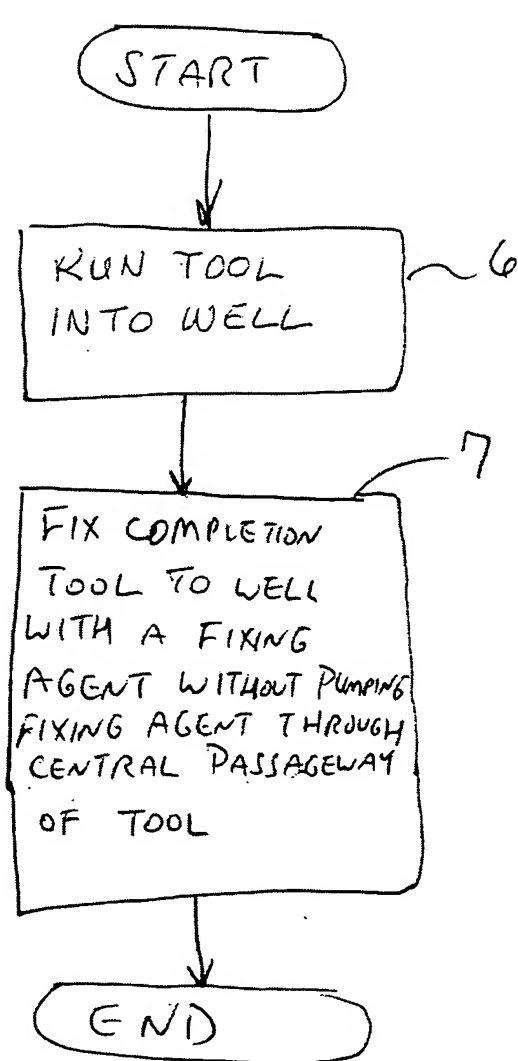 START
RUN TOOL
6
INTO WELL
7
FIX COMPLETION
TOOL TO WELL
WITH A FIXING
AGENT WITHOUT PUMPING
FIXING AGENT THROUGH
CENTRAL PASSAGEWAY
OF TOOL
END